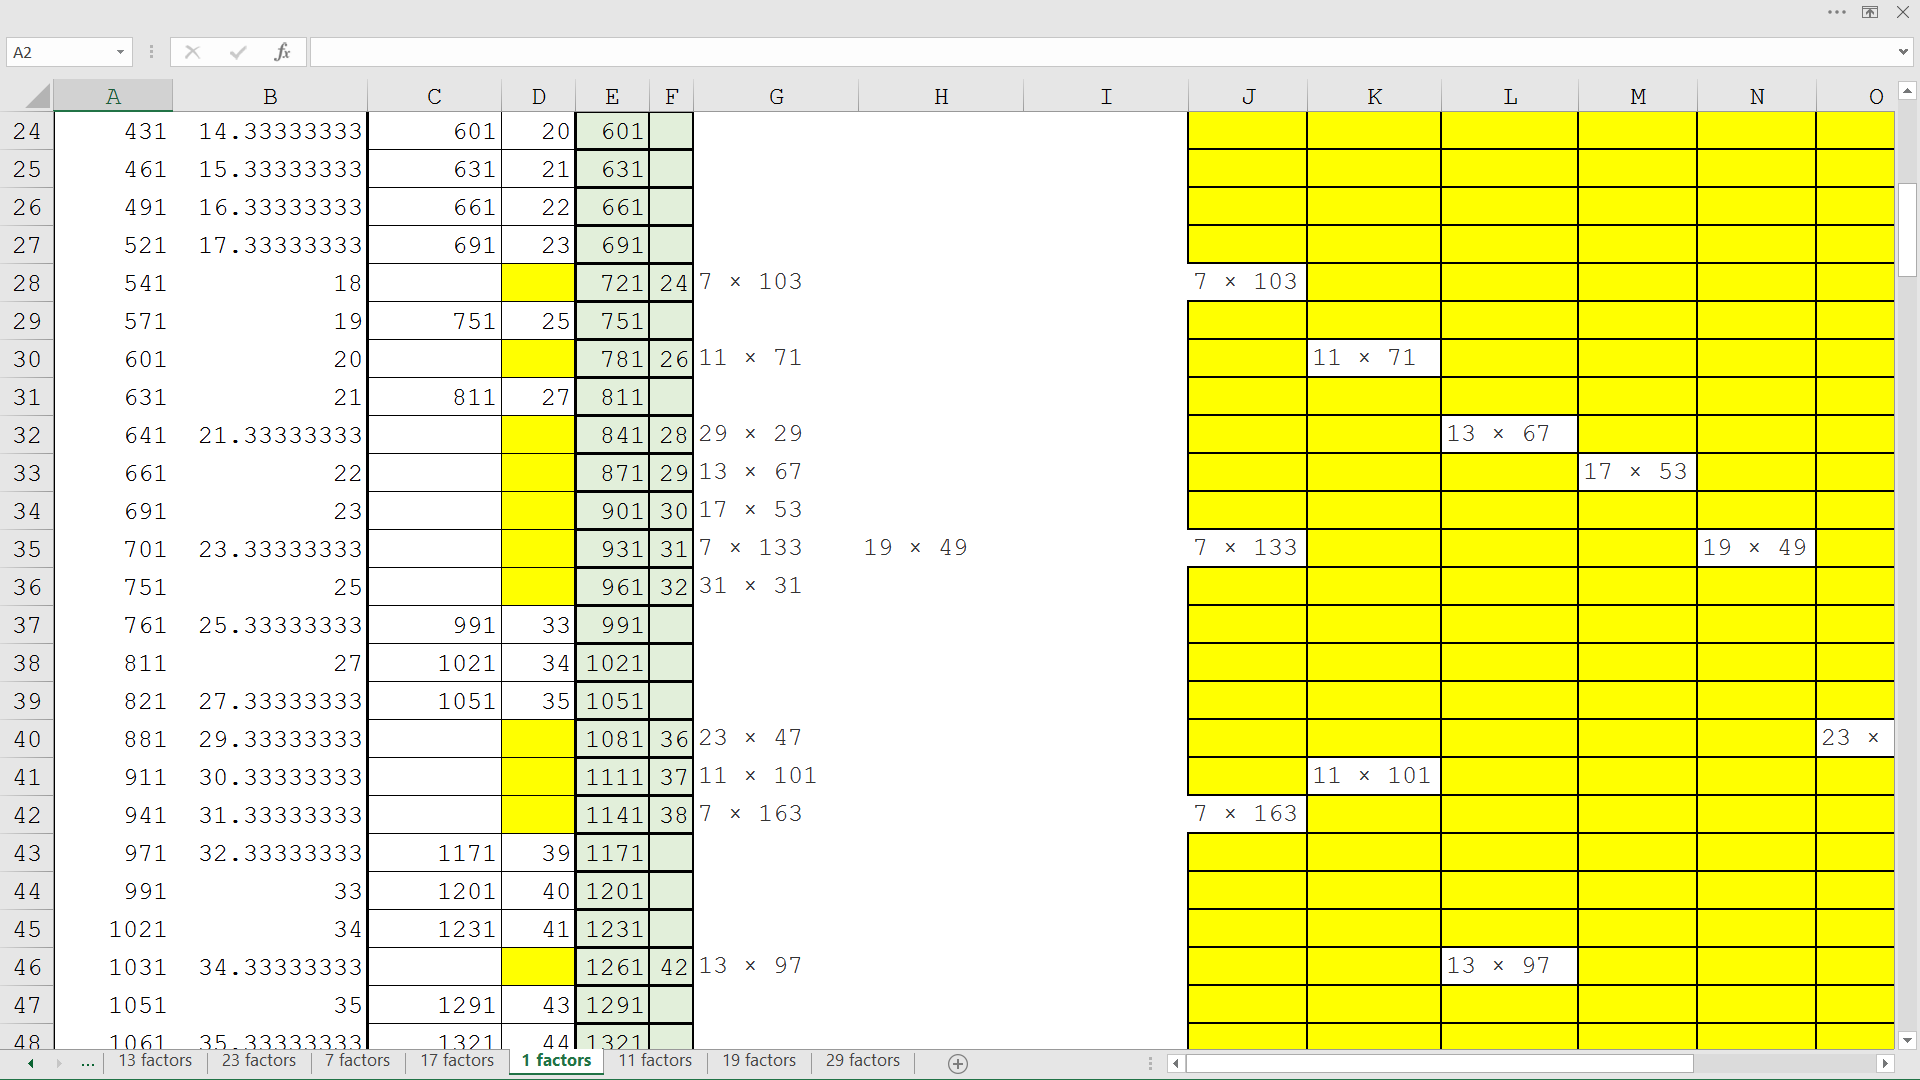 A2
fx
A B C D E F G H I J K L M N O
24 431 14.33333333 601 20 601
25 461 15.33333333 631 21 631
26 491 16.33333333 661 22 661
27 521 17.33333333 691 23 691
28 541 18 721 24 7 × 103 7 × 103
29 571 19 751 25 751
30 601 20 781 26 11 × 71 11 × 71
31 631 21 811 27 811
32 641 21.33333333 841 28 29 × 29 13 × 67
33 661 22 871 29 13 × 67 17 × 53
34 691 23 901 30 17 × 53
35 701 23.33333333 931 31 7 × 133 19 × 49 7 × 133 19 × 49
36 751 25 961 32 31 × 31
37 761 25.33333333 991 33 991
38 811 27 1021 34 1021
39 821 27.33333333 1051 35 1051
40 881 29.33333333 1081 36 23 × 47 23 ×
41 911 30.33333333 1111 37 11 × 101 11 × 101
42 941 31.33333333 1141 38 7 × 163 7 × 163
43 971 32.33333333 1171 39 1171
44 991 33 1201 40 1201
45 1021 34 1231 41 1231
46 1031 34.33333333 1261 42 13 × 97 13 × 97
47 1051 35 1291 43 1291
48 1061 35.33333333 1321 44 1321
... 13 factors 23 factors 7 factors 17 factors 1 factors 11 factors 19 factors 29 factors